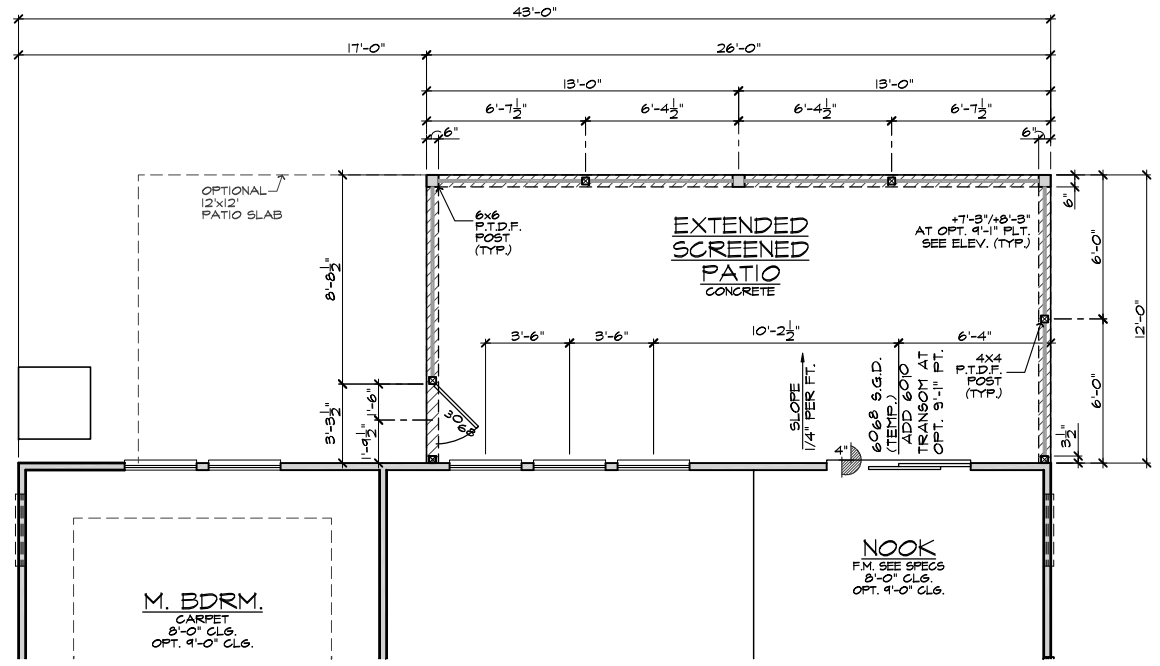 43'-0"
17'-0"
26'-0"
13'-0"
13'-0"
6'-7½"
6'-4½"
6'-4½"
6'-7½"
6"
6"
OPTIONAL
12'x12'
PATIO SLAB
6x6
P.T.D.F.
POST
(TYP.)
EXTENDED
SCREENED
PATIO
CONCRETE
+7'-3"/+8'-3"
AT OPT. 9'-1" PLT.
SEE ELEV. (TYP.)
6"
6'-0"
12'-0"
8'-8½"
3'-6"
3'-6"
10'-2½"
6'-4"
4X4
P.T.D.F.
POST
(TYP.)
6'-0"
3'-3½"
1'-6"
1'-9½"
3068
SLOPE
1/4" PER FT.
6068 S.G.D.
(TEMP.)
ADD 6010
TRANSOM AT
OPT. 9'-1" PT.
3½"
4"
M. BDRM.
CARPET
8'-0" CLG.
OPT. 9'-0" CLG.
NOOK
F.M. SEE SPECS
8'-0" CLG.
OPT. 9'-0" CLG.